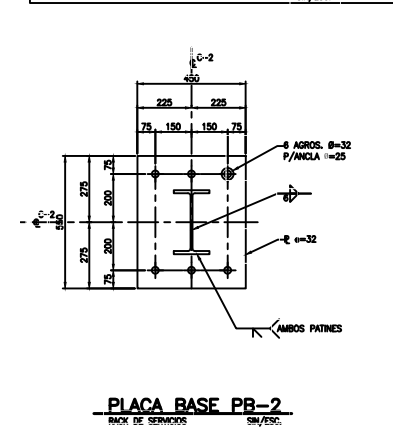 C-2
450
225 225
75 150 150 75
6 AGROS. Ø=32
P/ANCLA =25
75
275
200
6
C-2
550
PL e=32
200
275
75
AMBOS PATINES
PLACA BASE PB-2
RACK DE SERVICIOS SIN/ESC.